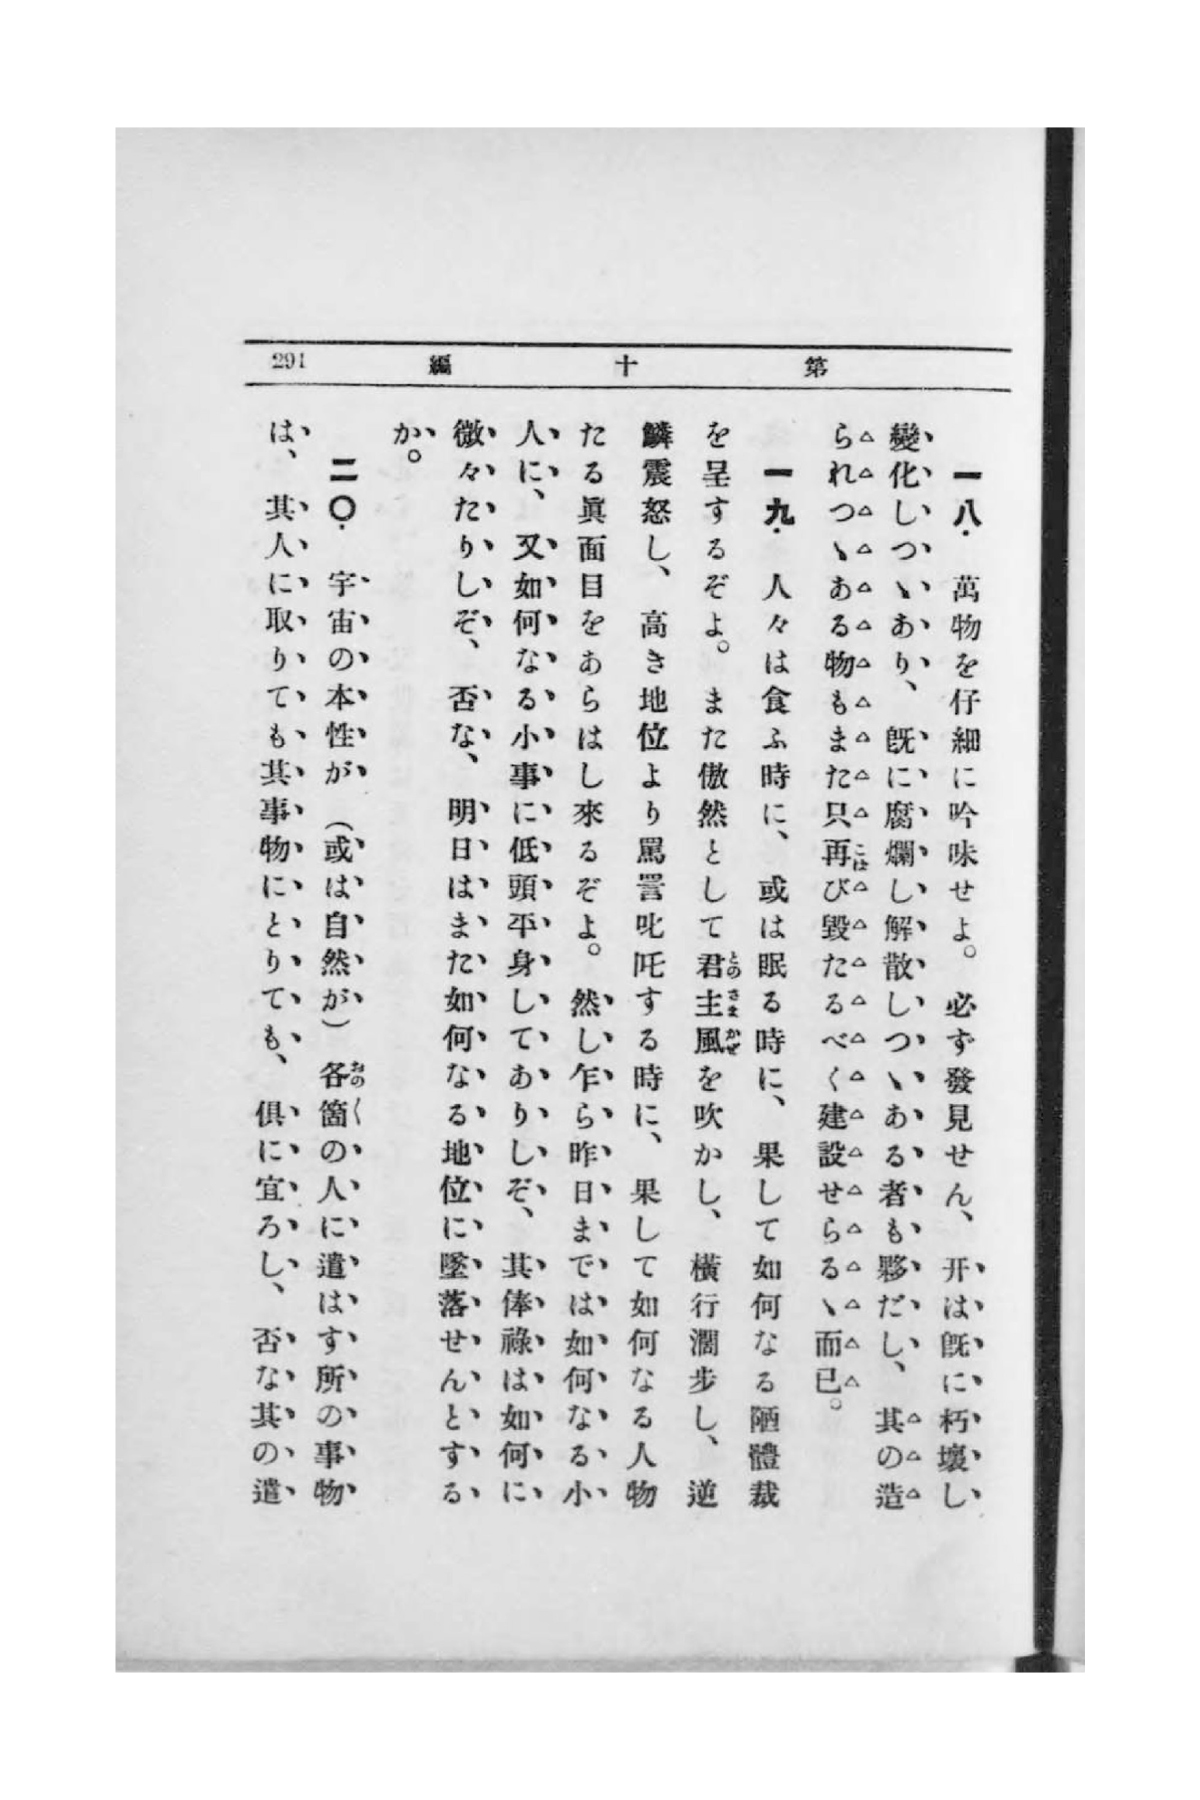 第十編
291
一八. 萬物を仔細に吟味せよ。必ず發見せん、开は既に朽壞し
變化しつゝあり、既に腐爛し解散しつゝある者も夥だし、其の造
られつゝある物もまた只再び毀たるべく建設せらるゝ而已。
一九. 人々は食ふ時に、或は眠る時に、果して如何なる陋體裁
を呈するぞよ。また傲然として君主風を吹かし、橫行濶步し、逆
鱗震怒し、高き地位より罵詈叱咤する時に、果して如何なる人物
たる眞面目をあらはし來るぞよ。然し乍ら昨日までは如何なる小
人に、又如何なる小事に低頭平身してありしぞ、其俸祿は如何に
微々たりしぞ、否な、明日はまた如何なる地位に墜落せんとする
か。
二〇. 宇宙の本性が（或は自然が）各箇の人に遣はす所の事物
は、其人に取りても其事物にとりても、俱に宜ろし、否な其の遣